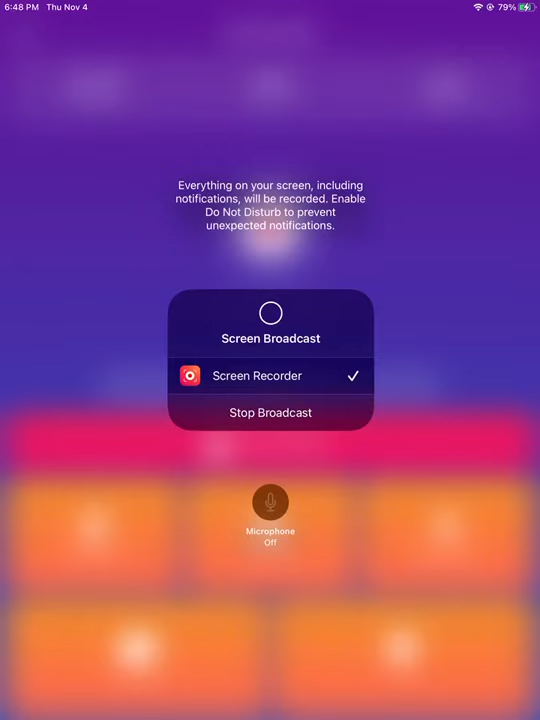 6:48 PM Thu Nov 4 79%
Everything on your screen, including
notifications, will be recorded. Enable
Do Not Disturb to prevent
unexpected notifications.
Screen Broadcast
Screen Recorder
Stop Broadcast
Microphone
Off